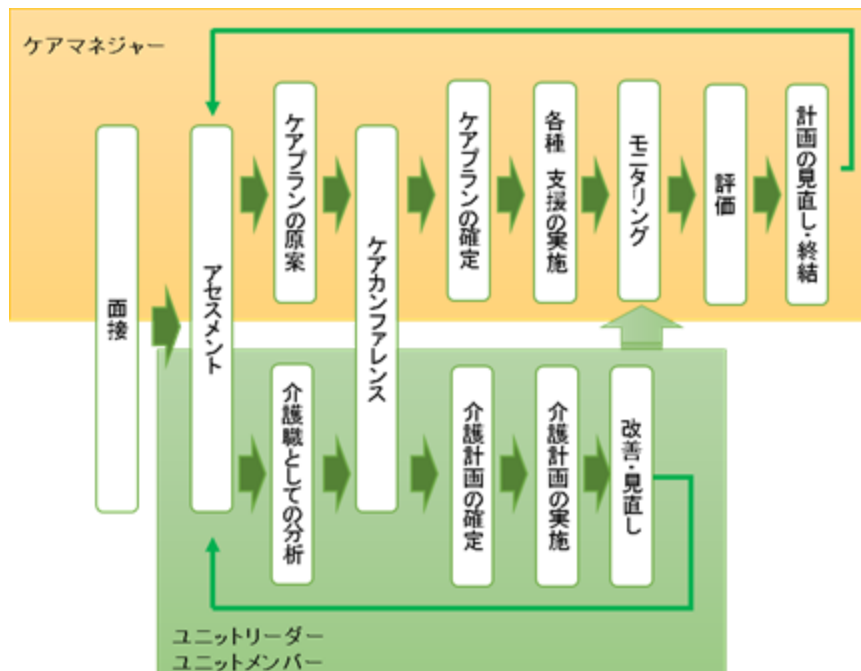 ケアマネジャー
面接
アセスメント
ケアプランの原案
ケアカンファレンス
ケアプランの確定
各種 支援の実施
モニタリング
評価
計画の見直し・終結
介護職としての分析
介護計画の確定
介護計画の実施
改善・見直し
ユニットリーダー
ユニットメンバー